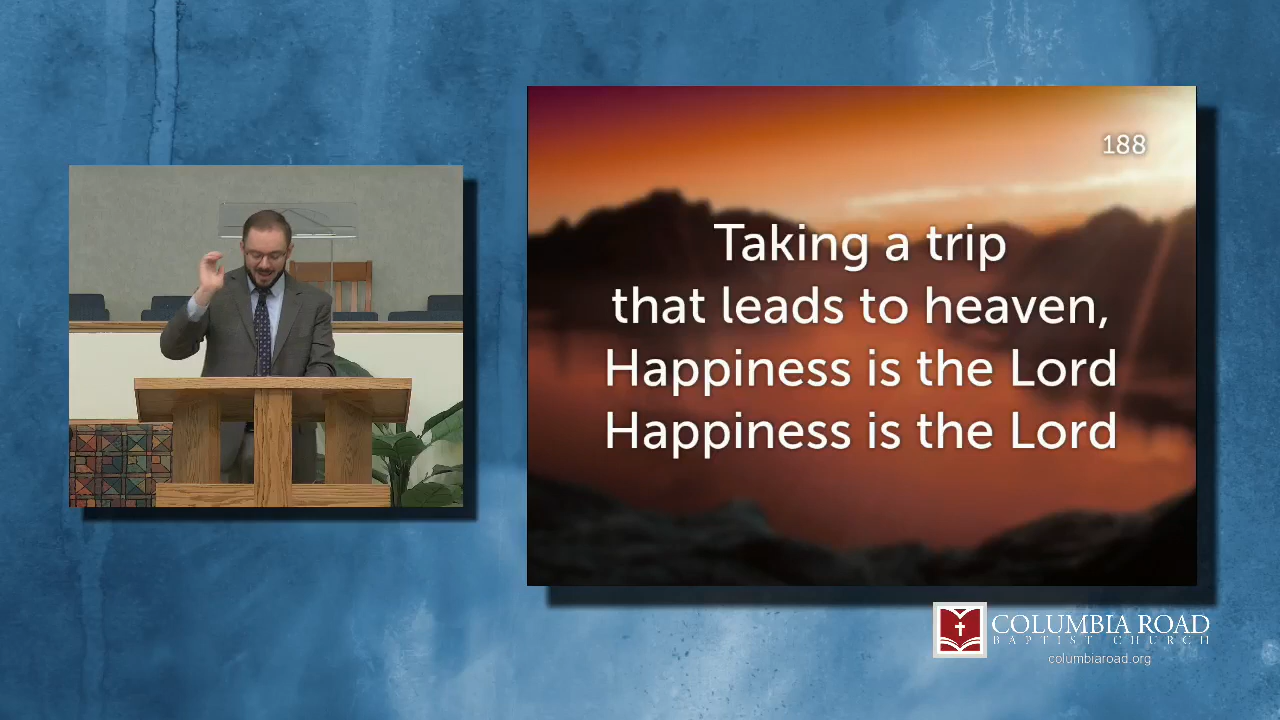 188
Taking a trip
that leads to heaven,
Happiness is the Lord
Happiness is the Lord
COLUMBIA ROAD
BAPTIST CHURCH
columbiaroad.org